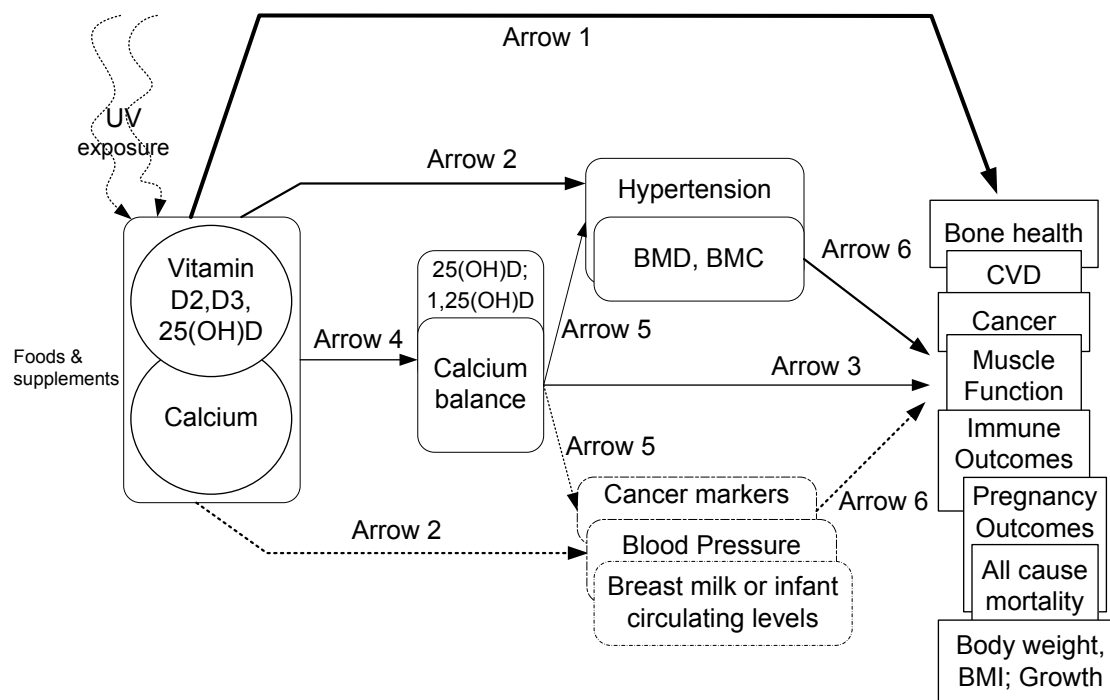 Arrow 1
UV
exposure
Arrow 2
Hypertension
BMD, BMC
Arrow 6
Bone health
CVD
Cancer
Muscle
Function
Immune
Outcomes
Pregnancy
Outcomes
All cause
mortality
Body weight,
BMI; Growth
Vitamin
D2,D3,
25(OH)D
Calcium
Foods &
supplements
Arrow 4
25(OH)D;
1,25(OH)D
Calcium
balance
Arrow 5
Arrow 3
Arrow 5
Arrow 2
Cancer markers
Blood Pressure
Breast milk or infant
circulating levels
Arrow 6